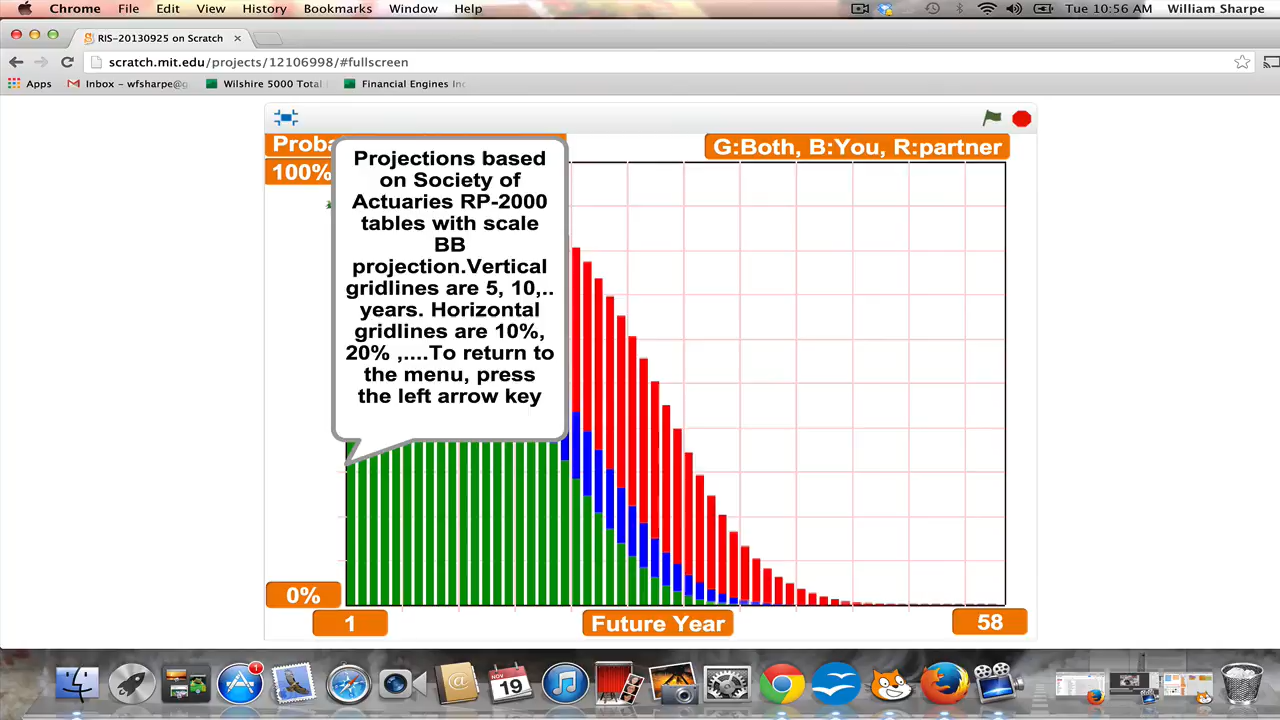 Chrome File Edit View History Bookmarks Window Help Tue 10:56 AM William Sharpe
RIS-20130925 on Scratch
scratch.mit.edu/projects/12106998/#fullscreen
Apps Inbox - wfsharpe@g Wilshire 5000 Total Financial Engines Inc
Proba
G:Both, B:You, R:partner
100%
Projections based
on Society of
Actuaries RP-2000
tables with scale
BB
projection.Vertical
gridlines are 5, 10,..
years. Horizontal
gridlines are 10%,
20% ,....To return to
the menu, press
the left arrow key
0%
1
Future Year
58
1
NOV
19